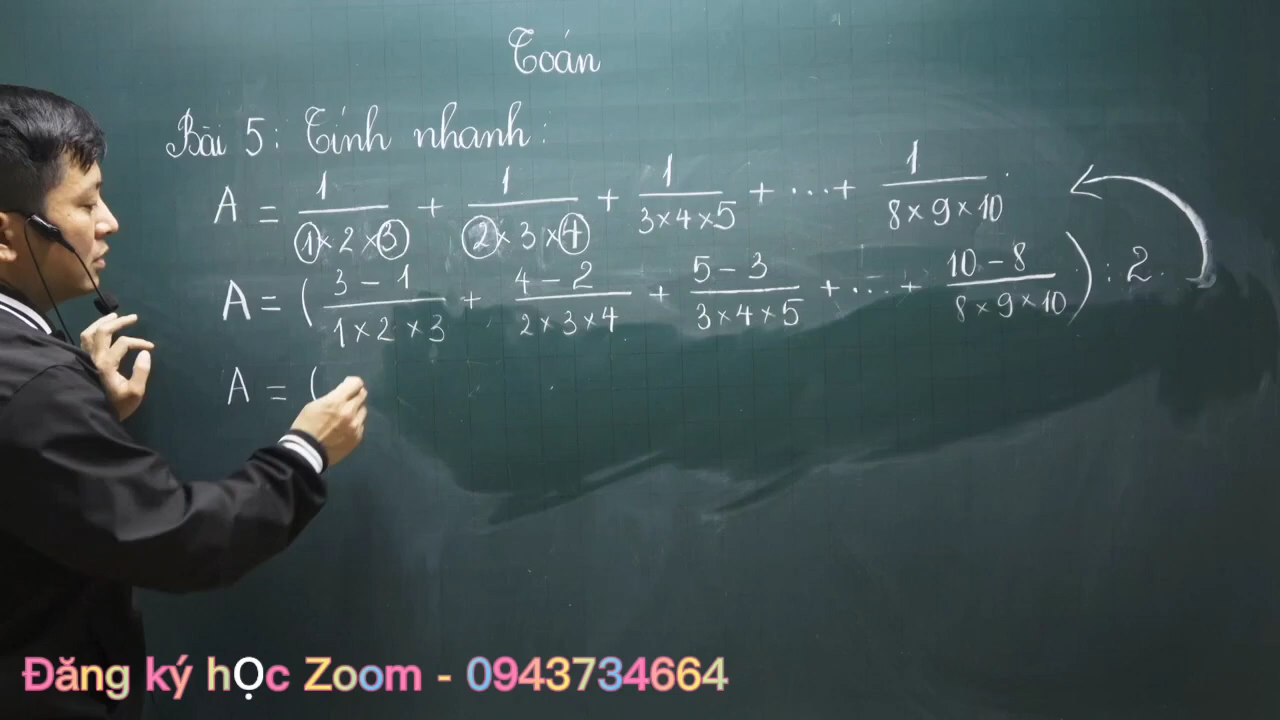 Toán
Bài 5: Tính nhanh:
A = 1/(1×2×3) + 1/(2×3×4) + 1/(3×4×5) + ... + 1/(8×9×10).
A = ( (3-1)/(1×2×3) + (4-2)/(2×3×4) + (5-3)/(3×4×5) + ... + (10-8)/(8×9×10) ) : 2.
A = (
Đăng ký hỌc Zoom - 0943734664